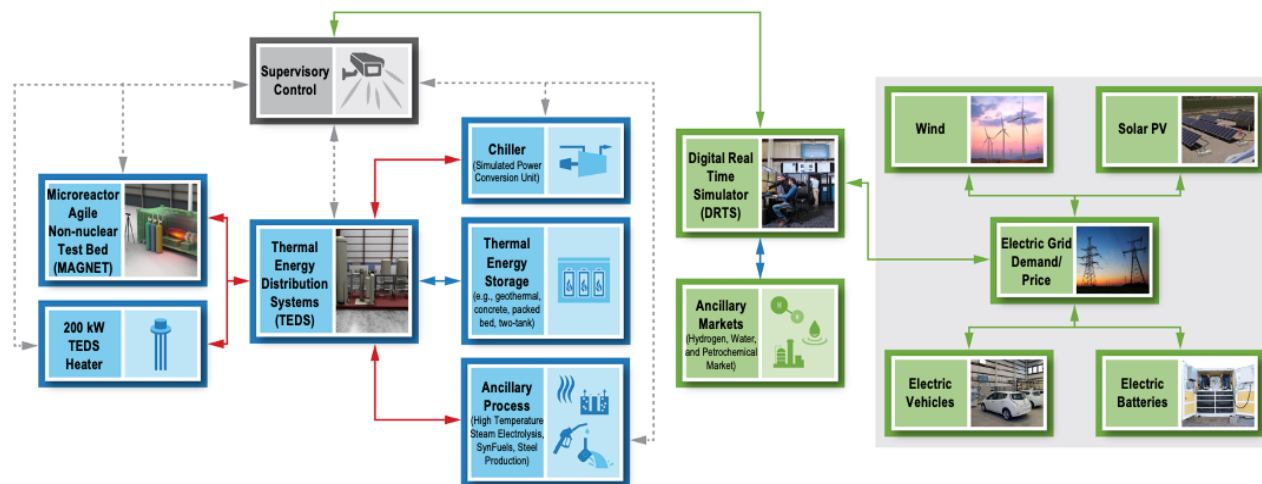 Supervisory
Control
Microreactor
Agile
Non-nuclear
Test Bed
(MAGNET)
200 kW
TEDS
Heater
Thermal
Energy
Distribution
Systems
(TEDS)
Chiller
(Simulated Power
Conversion Unit)
Thermal
Energy
Storage
(e.g., geothermal,
concrete, packed
bed, two-tank)
Ancillary
Process
(High Temperature
Steam Electrolysis,
SynFuels, Steel
Production)
Digital Real
Time
Simulator
(DRTS)
Ancillary
Markets
(Hydrogen, Water,
and Petrochemical
Market)
H
H
Wind
Solar PV
Electric Grid
Demand/
Price
Electric
Vehicles
Electric
Batteries